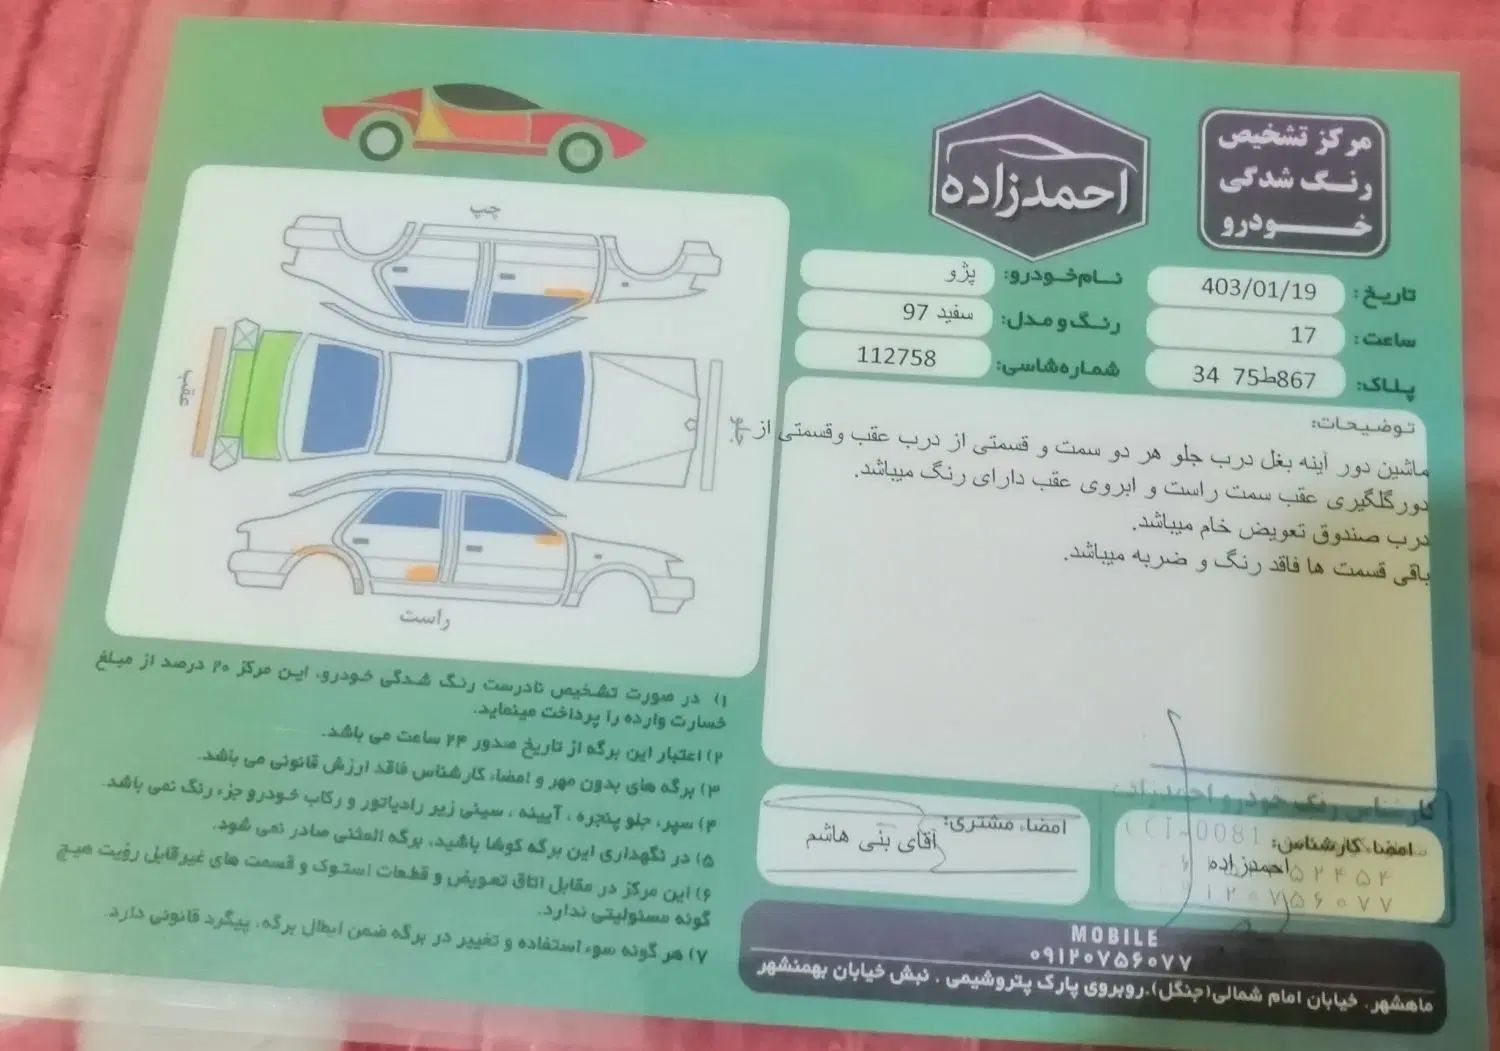 مرکز تشخیص
رنگ شدگی
خودرو
احمدزاده
تاریخ: 403/01/19
ساعت: 17
پلاک: 867ط75 34
نام خودرو: پژو
رنگ و مدل: سفید 97
شماره شاسی: 112758
توضیحات:
ماشین دور آینه بغل درب جلو هر دو سمت و قسمتی از درب عقب وقسمتی از
دورگلگیری عقب سمت راست و ابروی عقب دارای رنگ میباشد.
درب صندوق تعویض خام میباشد.
باقی قسمت ها فاقد رنگ و ضربه میباشد.
چپ
عقب
جلو
راست
۱) در صورت تشخیص نادرست رنگ شدگی خودرو، این مرکز ۲۰ درصد از مبلغ
خسارت وارده را پرداخت مینماید.
۲) اعتبار این برگه از تاریخ صدور ۲۴ ساعت می باشد.
۳) برگه های بدون مهر و امضاء کارشناس فاقد ارزش قانونی می باشد.
۴) سپر، جلو پنجره، آیینه، سینی زیر رادیاتور و رکاب خودرو جزء رنگ نمی باشد.
۵) در نگهداری این برگه کوشا باشید، برگه المثنی صادر نمی شود.
۶) این مرکز در مقابل اتاق تعویض و قطعات استوک و قسمت های غیرقابل رؤیت هیچ
گونه مسئولیتی ندارد.
۷) هر گونه سوء استفاده و تغییر در برگه ضمن ابطال برگه، پیگرد قانونی دارد.
امضاء مشتری:
آقای بنی هاشم
کارشناسی رنگ خودرو احمدزاده
امضاء کارشناس:
احمدزاده
MOBILE
۰۹۱۲۰۷۵۶۰۷۷
ماهشهر. خیابان امام شمالی(جنگل).روبروی پارک پتروشیمی . نبش خیابان بهمنشهر